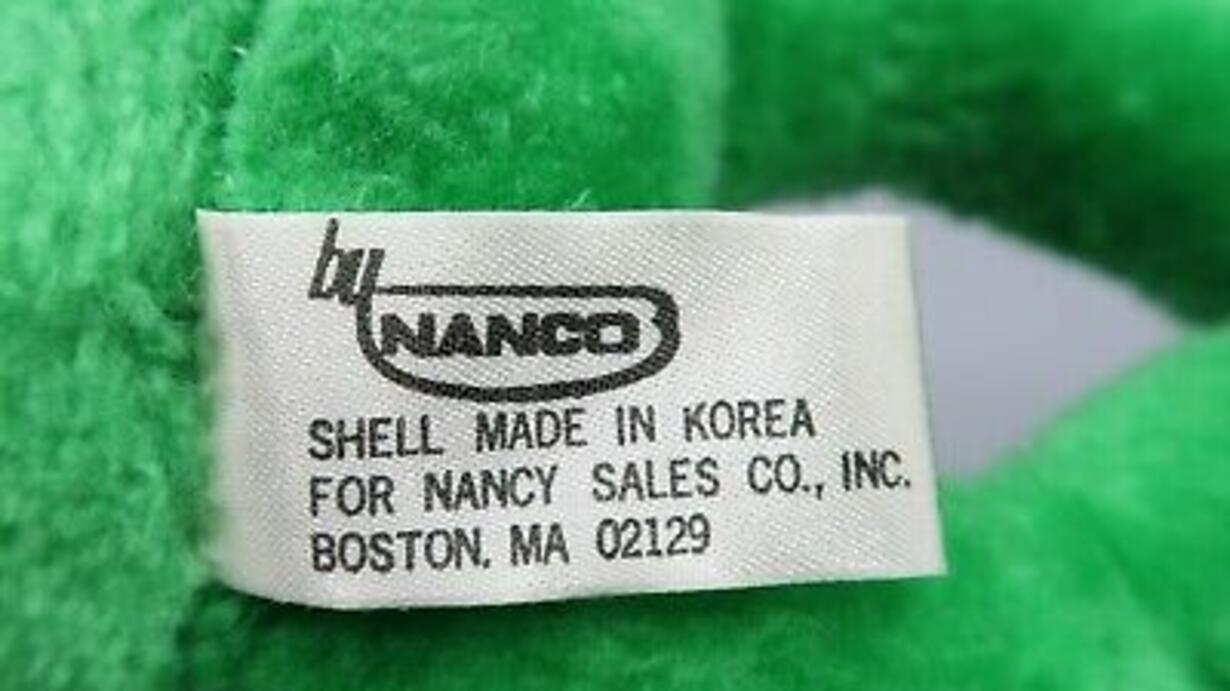 by
NANCO
SHELL MADE IN KOREA
FOR NANCY SALES CO., INC.
BOSTON, MA 02129